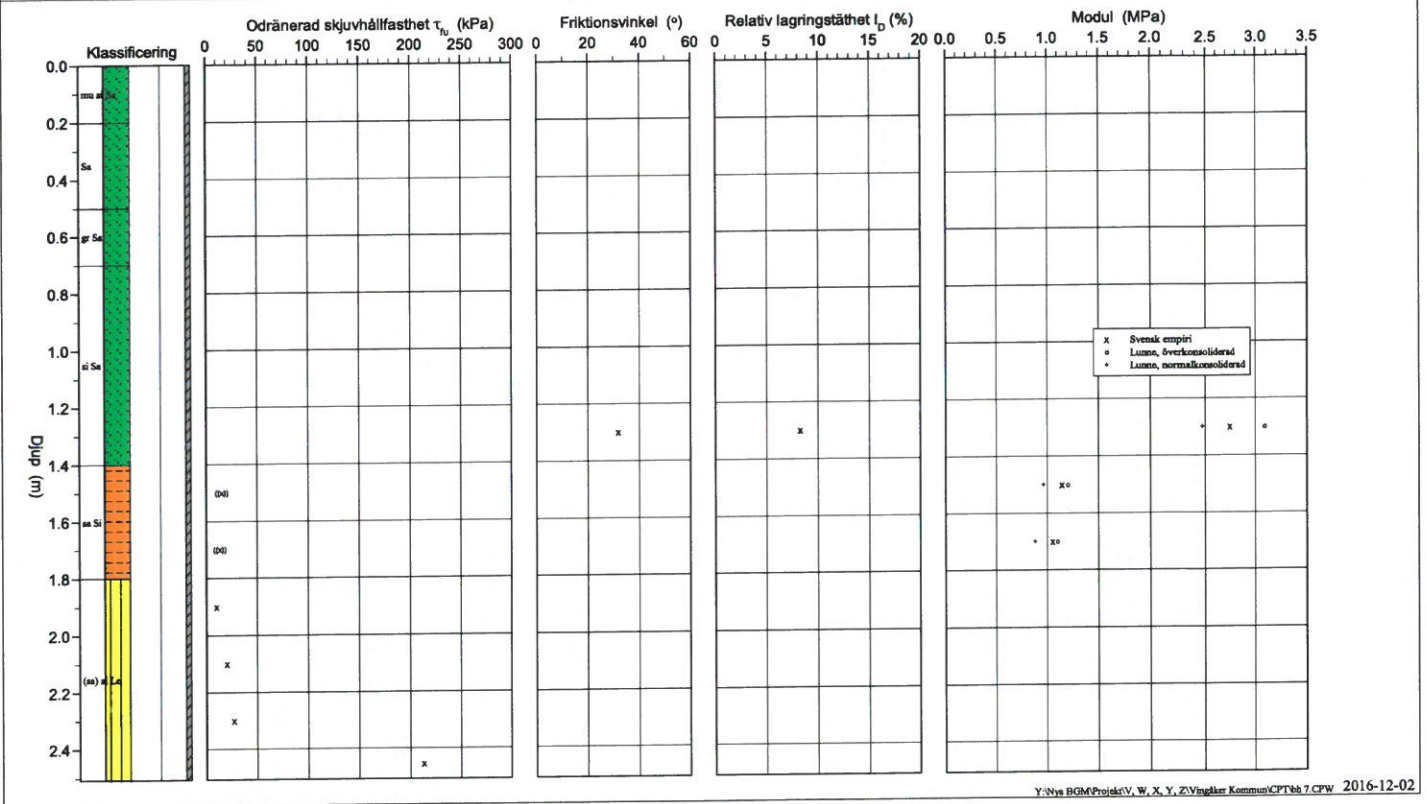 Klassificering
Odränerad skjuvhållfasthet τfu (kPa)
0 50 100 150 200 250 300
Friktionsvinkel (°)
0 20 40 60
Relativ lagringstäthet ID (%)
0 5 10 15 20
Modul (MPa)
0.0 0.5 1.0 1.5 2.0 2.5 3.0 3.5
Djup (m)
0.0
mu si Sa
0.2
Sa
0.4
gr Sa
0.6
0.8
1.0
si Sa
1.2
1.4
sa Si
1.6
1.8
2.0
(sa) si Le
2.2
2.4
x Svensk empiri
o Lunne, överkonsoliderad
+ Lunne, normalkonsoliderad
Y:\Nya BGM\Projekt\V, W, X, Y, Z\Vingåker Kommun\CPT\bh 7.CPW 2016-12-02